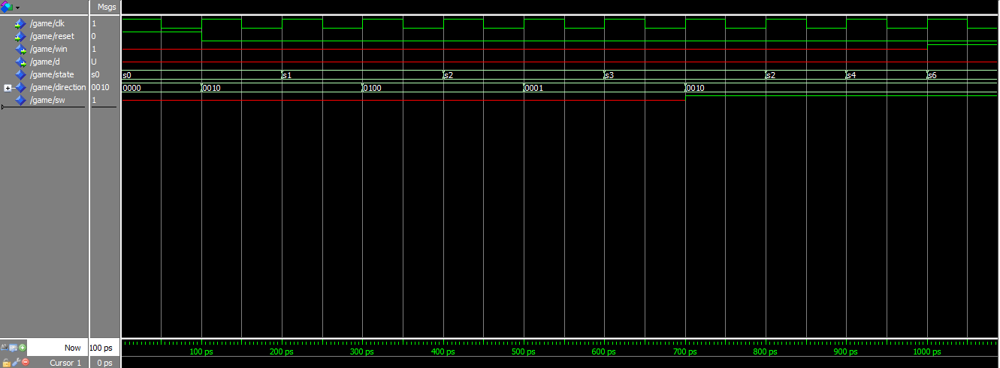 Msgs
/game/clk 1
/game/reset 0
/game/win 1
/game/d U
/game/state s0 s0 s1 s2 s3 s2 s4 s6
/game/direction 0010 0000 0010 0100 0001 0010
/game/sw 1
Now 100 ps 100 ps 200 ps 300 ps 400 ps 500 ps 600 ps 700 ps 800 ps 900 ps 1000 ps
Cursor 1 0 ps